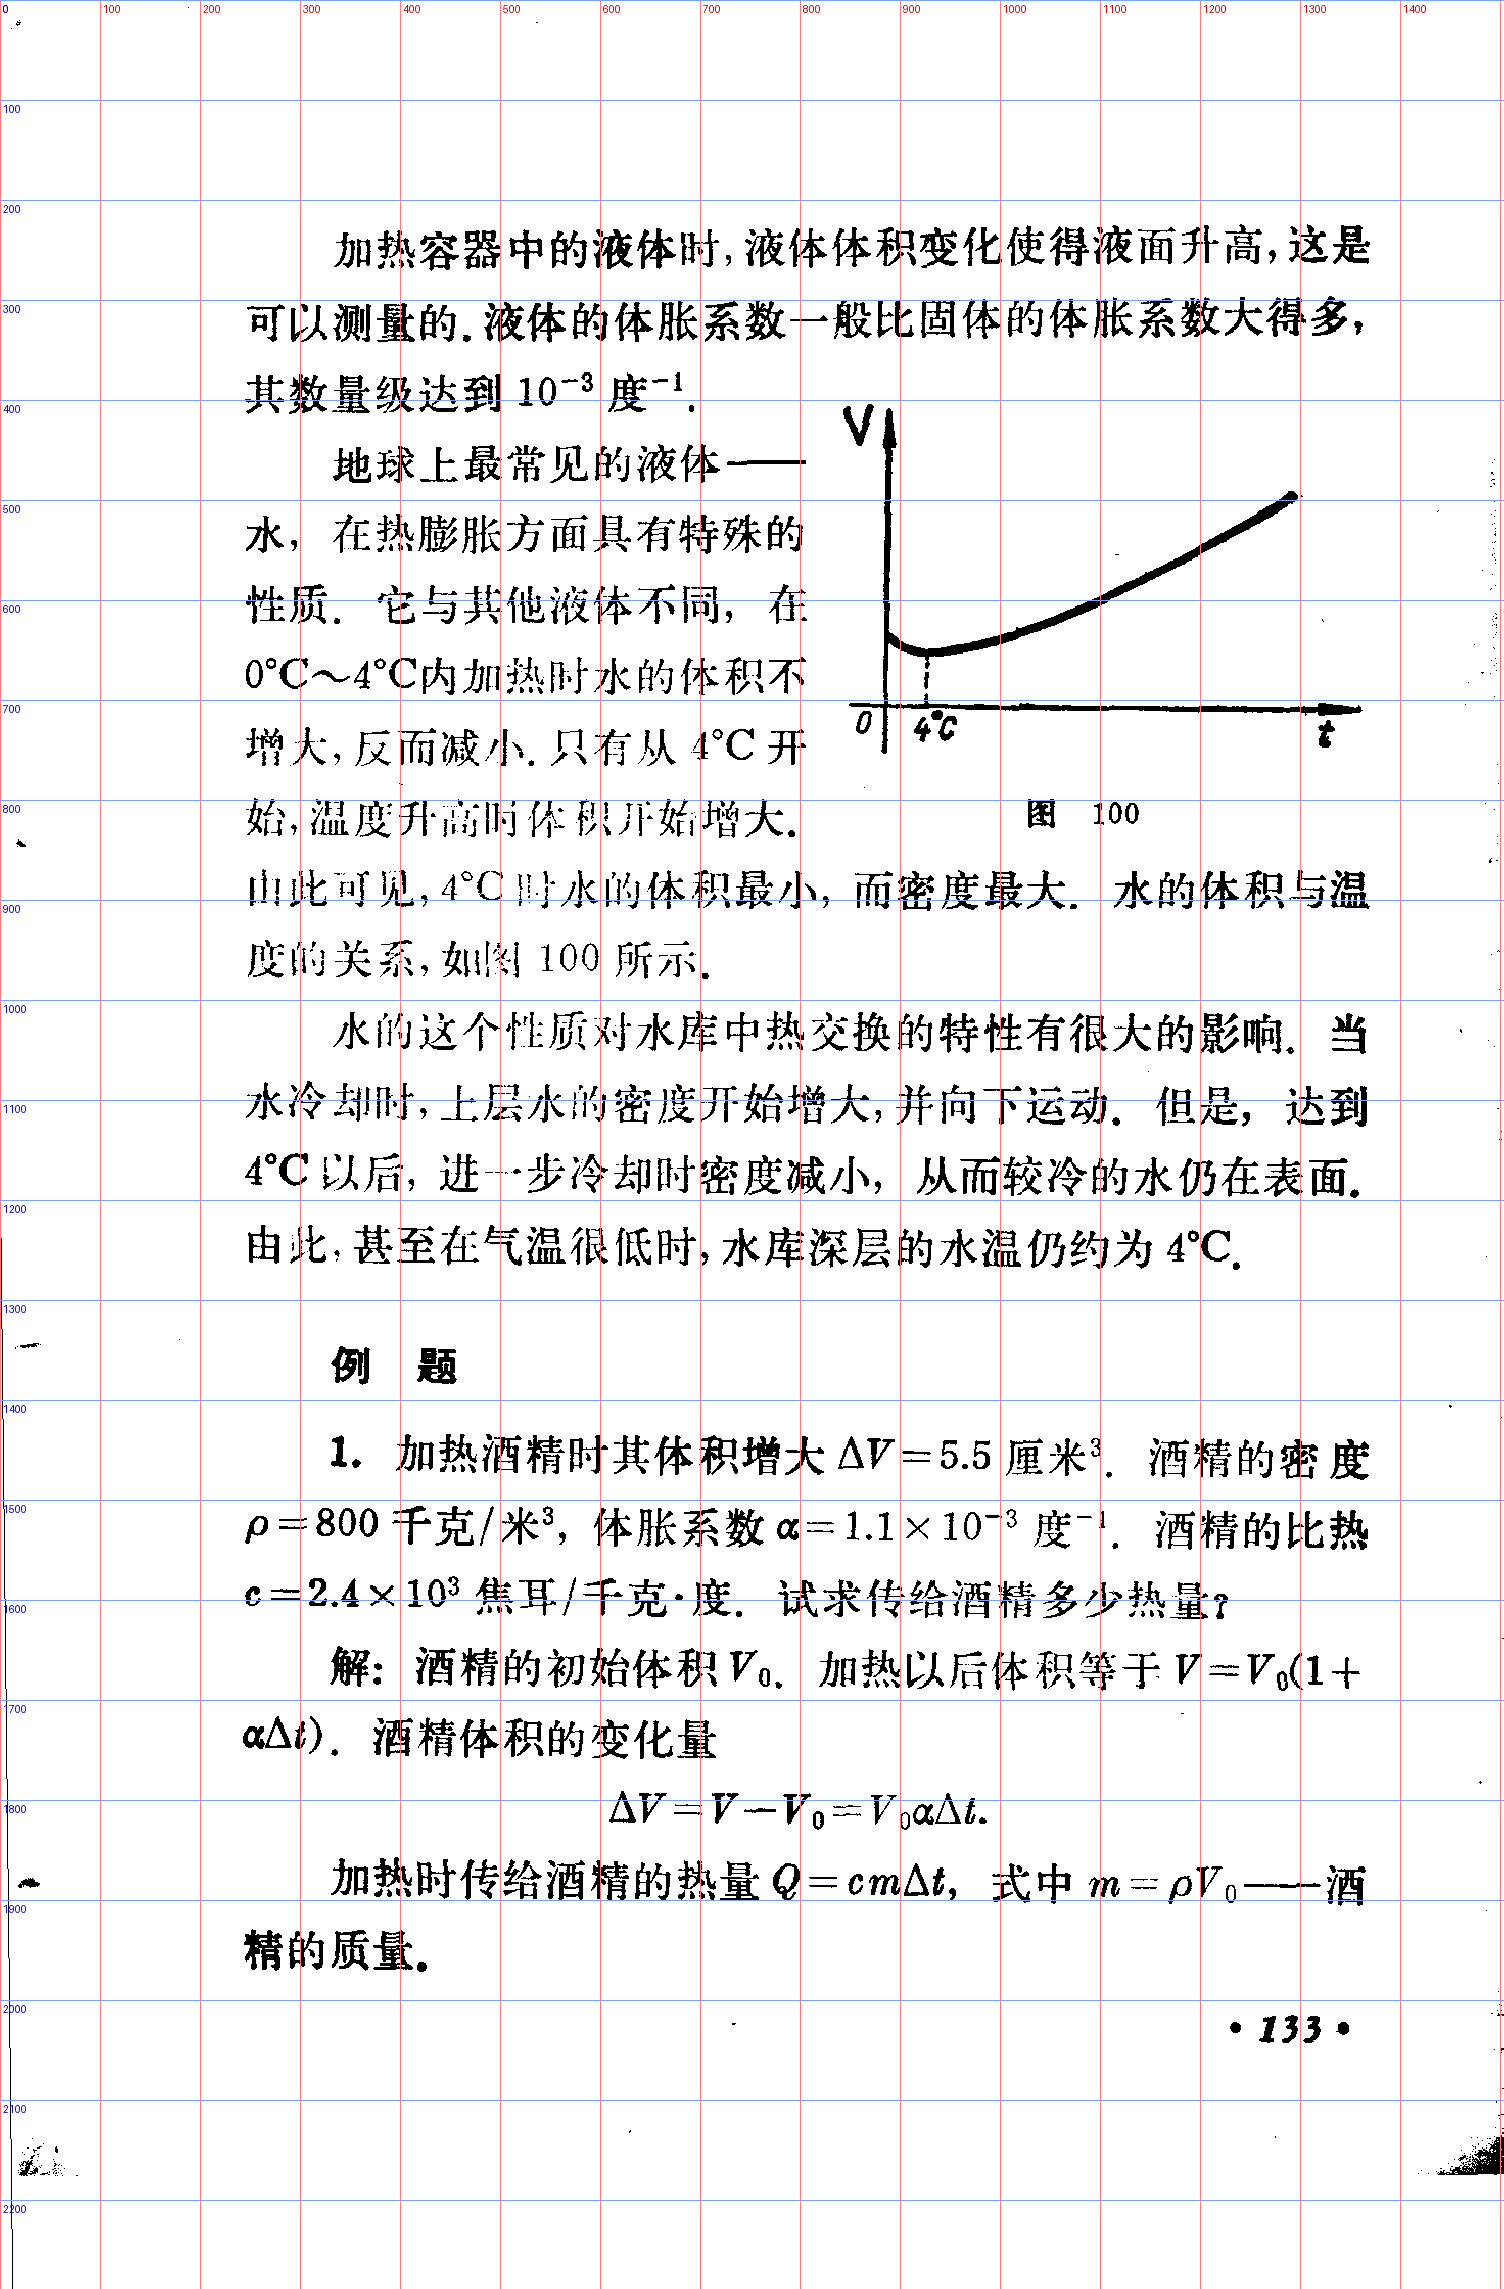 加热容器中的液体时,液体体积变化使得液面升高,这是
可以测量的.液体的体胀系数一般比固体的体胀系数大得多,
其数量级达到 10⁻³ 度⁻¹.
地球上最常见的液体——
水, 在热膨胀方面具有特殊的
性质. 它与其他液体不同, 在
0°C～4°C内加热时水的体积不
增大,反而减小.只有从 4°C 开
始,温度升高时体积开始增大.
V
0
4°C
t
图 100
由此可见,4°C 时水的体积最小, 而密度最大. 水的体积与温
度的关系,如图 100 所示.
水的这个性质对水库中热交换的特性有很大的影响. 当
水冷却时,上层水的密度开始增大,并向下运动. 但是, 达到
4°C 以后, 进一步冷却时密度减小, 从而较冷的水仍在表面.
由此,甚至在气温很低时,水库深层的水温仍约为 4°C.
例 题
1. 加热酒精时其体积增大 ΔV=5.5 厘米³. 酒精的密度
ρ=800 千克/米³, 体胀系数 α=1.1×10⁻³ 度⁻¹. 酒精的比热
c=2.4×10³ 焦耳/千克·度. 试求传给酒精多少热量?
解: 酒精的初始体积 V₀. 加热以后体积等于 V=V₀(1+
αΔt). 酒精体积的变化量
ΔV=V−V₀=V₀αΔt.
加热时传给酒精的热量 Q=cmΔt, 式中 m=ρV₀——酒
精的质量.
• 133 •